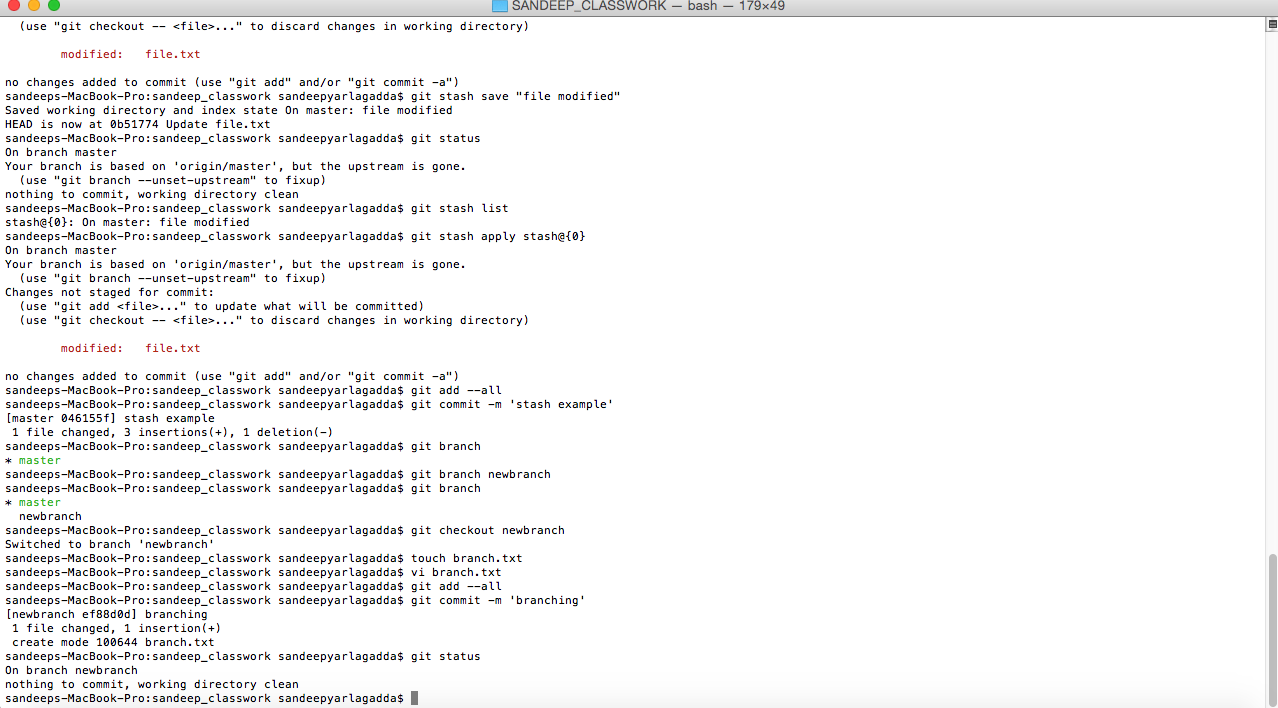 SANDEEP_CLASSWORK — bash — 179×49
(use "git checkout -- <file>..." to discard changes in working directory)
modified:   file.txt
no changes added to commit (use "git add" and/or "git commit -a")
sandeeps-MacBook-Pro:sandeep_classwork sandeepyarlagadda$ git stash save "file modified"
Saved working directory and index state On master: file modified
HEAD is now at 0b51774 Update file.txt
sandeeps-MacBook-Pro:sandeep_classwork sandeepyarlagadda$ git status
On branch master
Your branch is based on 'origin/master', but the upstream is gone.
  (use "git branch --unset-upstream" to fixup)
nothing to commit, working directory clean
sandeeps-MacBook-Pro:sandeep_classwork sandeepyarlagadda$ git stash list
stash@{0}: On master: file modified
sandeeps-MacBook-Pro:sandeep_classwork sandeepyarlagadda$ git stash apply stash@{0}
On branch master
Your branch is based on 'origin/master', but the upstream is gone.
  (use "git branch --unset-upstream" to fixup)
Changes not staged for commit:
  (use "git add <file>..." to update what will be committed)
  (use "git checkout -- <file>..." to discard changes in working directory)
modified:   file.txt
no changes added to commit (use "git add" and/or "git commit -a")
sandeeps-MacBook-Pro:sandeep_classwork sandeepyarlagadda$ git add --all
sandeeps-MacBook-Pro:sandeep_classwork sandeepyarlagadda$ git commit -m 'stash example'
[master 046155f] stash example
 1 file changed, 3 insertions(+), 1 deletion(-)
sandeeps-MacBook-Pro:sandeep_classwork sandeepyarlagadda$ git branch
* master
sandeeps-MacBook-Pro:sandeep_classwork sandeepyarlagadda$ git branch newbranch
sandeeps-MacBook-Pro:sandeep_classwork sandeepyarlagadda$ git branch
* master
  newbranch
sandeeps-MacBook-Pro:sandeep_classwork sandeepyarlagadda$ git checkout newbranch
Switched to branch 'newbranch'
sandeeps-MacBook-Pro:sandeep_classwork sandeepyarlagadda$ touch branch.txt
sandeeps-MacBook-Pro:sandeep_classwork sandeepyarlagadda$ vi branch.txt
sandeeps-MacBook-Pro:sandeep_classwork sandeepyarlagadda$ git add --all
sandeeps-MacBook-Pro:sandeep_classwork sandeepyarlagadda$ git commit -m 'branching'
[newbranch ef88d0d] branching
 1 file changed, 1 insertion(+)
 create mode 100644 branch.txt
sandeeps-MacBook-Pro:sandeep_classwork sandeepyarlagadda$ git status
On branch newbranch
nothing to commit, working directory clean
sandeeps-MacBook-Pro:sandeep_classwork sandeepyarlagadda$